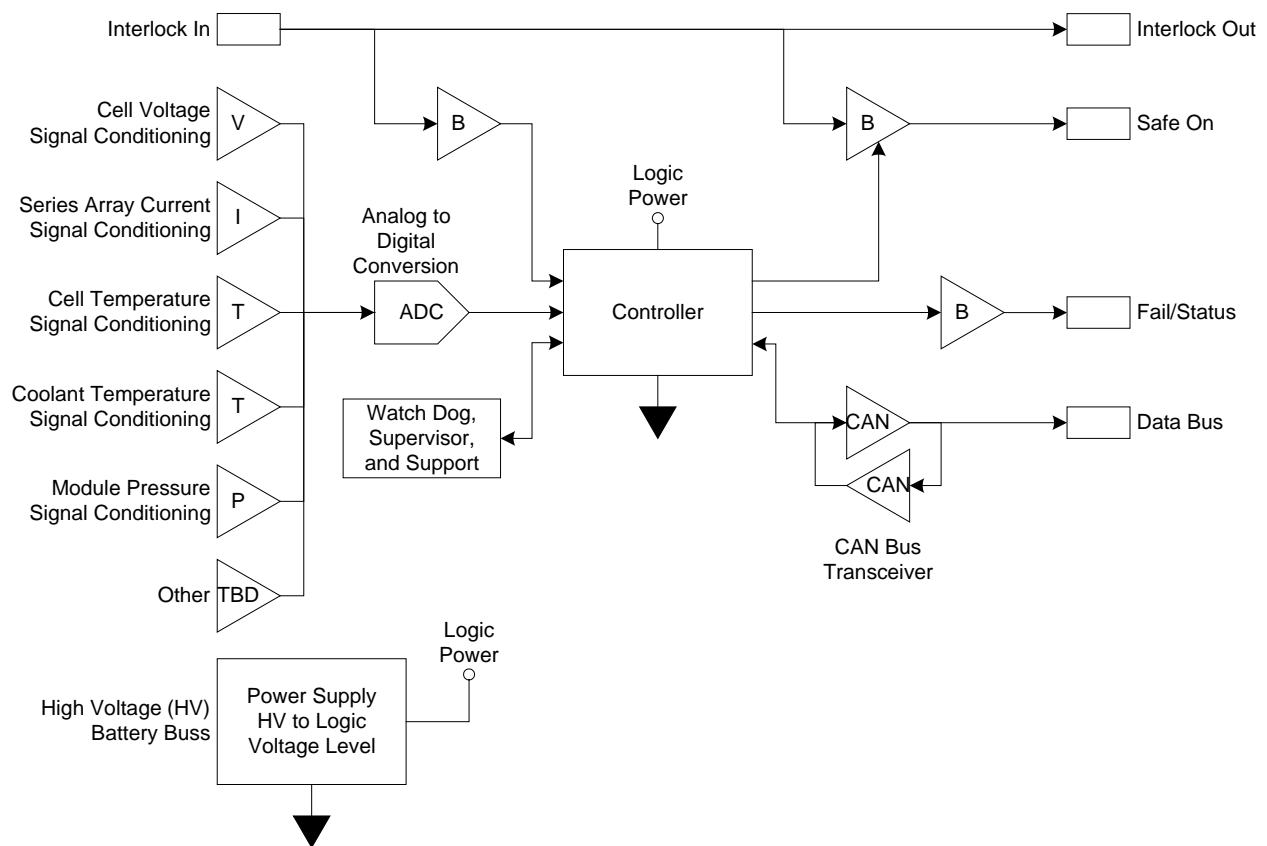 Interlock In
Interlock Out
Cell Voltage
Signal Conditioning
V
B
B
Safe On
Series Array Current
Signal Conditioning
I
Analog to
Digital
Conversion
Logic
Power
Cell Temperature
Signal Conditioning
T
ADC
Controller
B
Fail/Status
Coolant Temperature
Signal Conditioning
T
Watch Dog,
Supervisor,
and Support
CAN
Data Bus
Module Pressure
Signal Conditioning
P
CAN
CAN Bus
Transceiver
Other
TBD
Logic
Power
High Voltage (HV)
Battery Buss
Power Supply
HV to Logic
Voltage Level